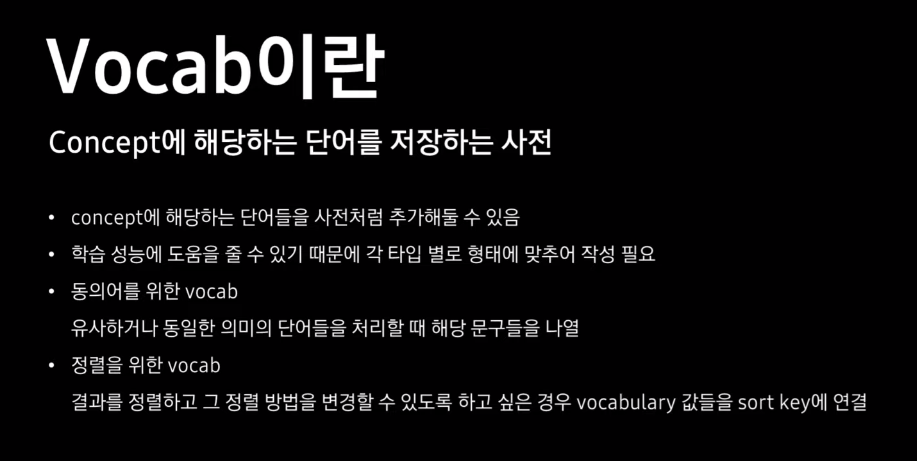 Vocab이란
Concept에 해당하는 단어를 저장하는 사전
• concept에 해당하는 단어들을 사전처럼 추가해둘 수 있음
• 학습 성능에 도움을 줄 수 있기 때문에 각 타입 별로 형태에 맞추어 작성 필요
• 동의어를 위한 vocab
유사하거나 동일한 의미의 단어들을 처리할 때 해당 문구들을 나열
• 정렬을 위한 vocab
결과를 정렬하고 그 정렬 방법을 변경할 수 있도록 하고 싶은 경우 vocabulary 값들을 sort key에 연결